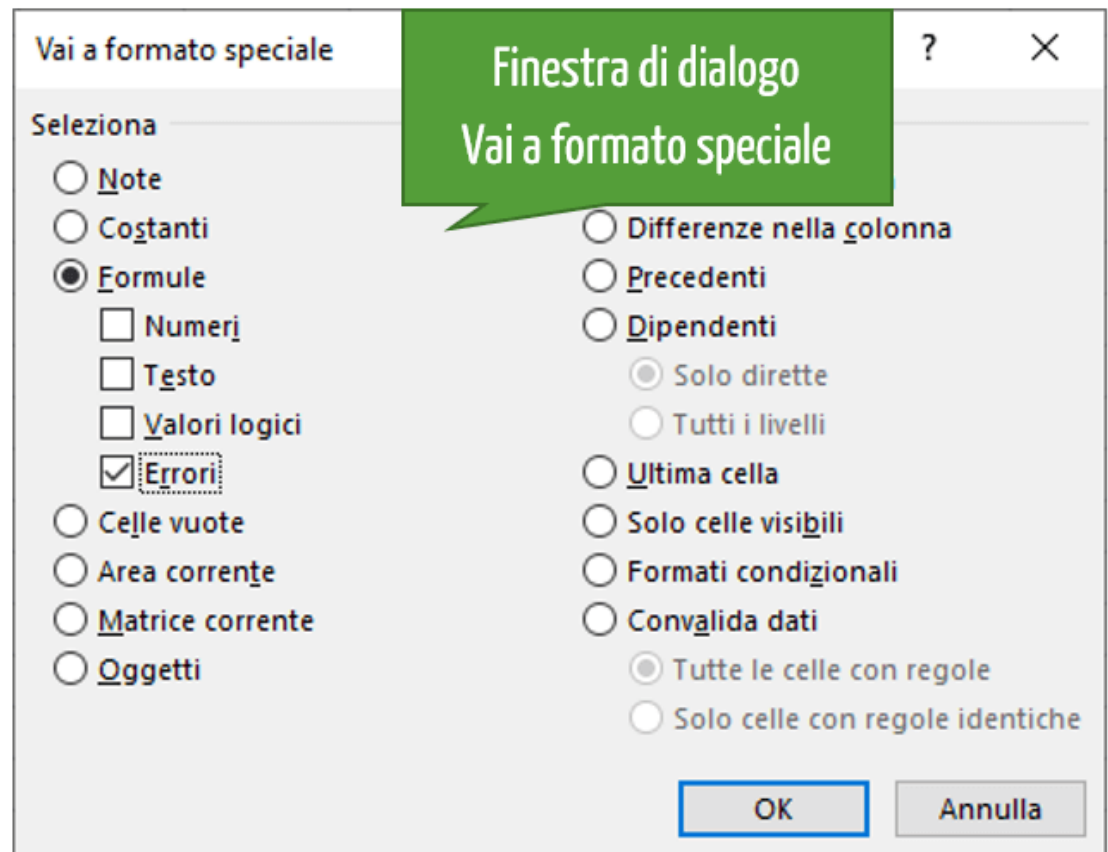 Vai a formato speciale
?
Finestra di dialogo
Vai a formato speciale
Seleziona
Note
Costanti
Formule
Numeri
Testo
Valori logici
Errori
Celle vuote
Area corrente
Matrice corrente
Oggetti
Differenze nella colonna
Precedenti
Dipendenti
Solo dirette
Tutti i livelli
Ultima cella
Solo celle visibili
Formati condizionali
Convalida dati
Tutte le celle con regole
Solo celle con regole identiche
OK
Annulla